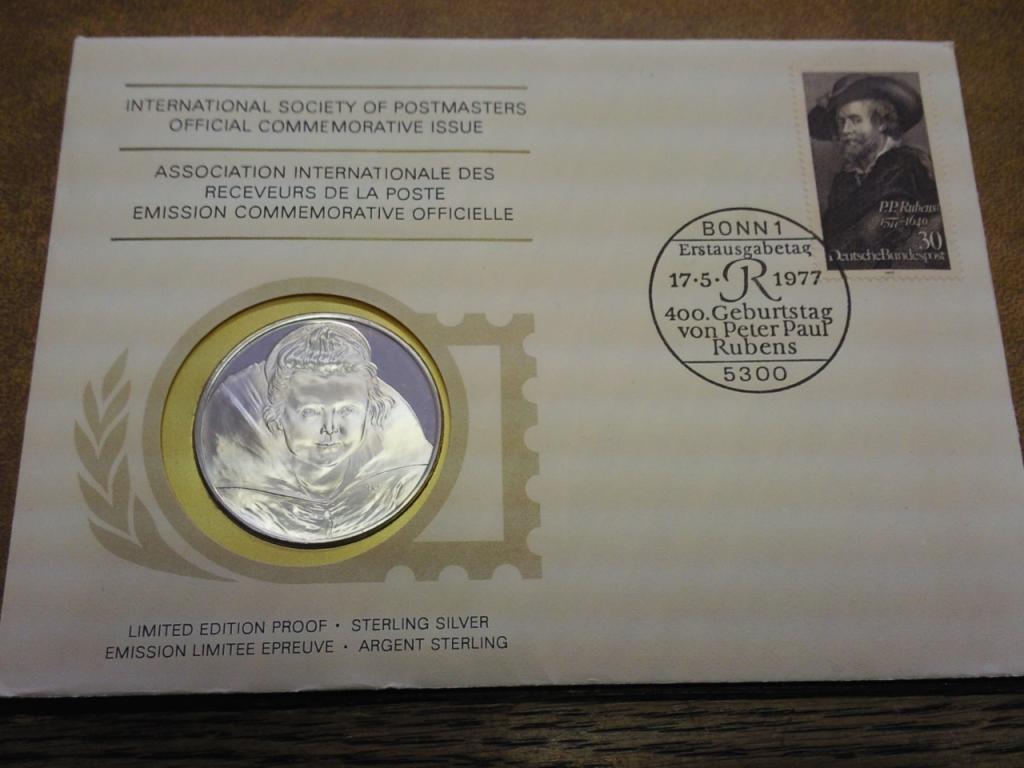 INTERNATIONAL SOCIETY OF POSTMASTERS
OFFICIAL COMMEMORATIVE ISSUE
ASSOCIATION INTERNATIONALE DES
RECEVEURS DE LA POSTE
EMISSION COMMEMORATIVE OFFICIELLE
P.P.Rubens
1577-1640
30
Deutsche Bundespost
BONN 1
Erstausgabetag
17·5· R 1977
400.Geburtstag
von Peter Paul
Rubens
5300
LIMITED EDITION PROOF · STERLING SILVER
EMISSION LIMITEE EPREUVE · ARGENT STERLING